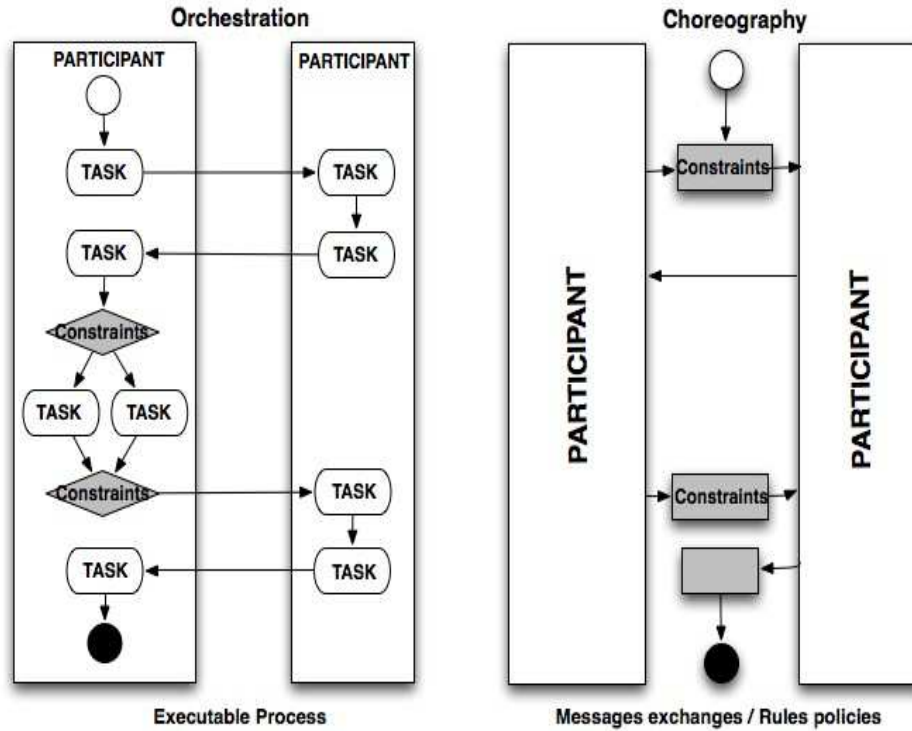 Orchestration
PARTICIPANT
PARTICIPANT
TASK
TASK
TASK
TASK
Constraints
TASK
TASK
Constraints
TASK
TASK
TASK
Executable Process
Choreography
Constraints
PARTICIPANT
PARTICIPANT
Constraints
Messages exchanges / Rules policies